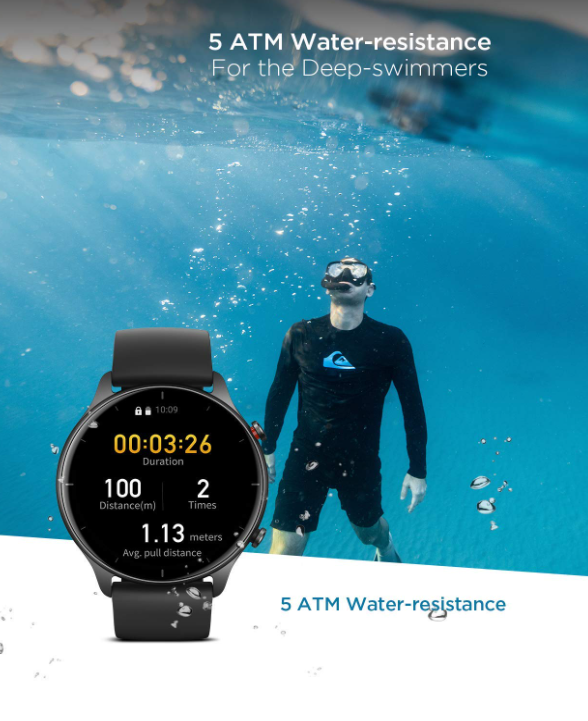 5 ATM Water-resistance
For the Deep-swimmers
10:09
00:03:26
Duration
100
Distance(m)
2
Times
1.13 meters
Avg. pull distance
5 ATM Water-resistance